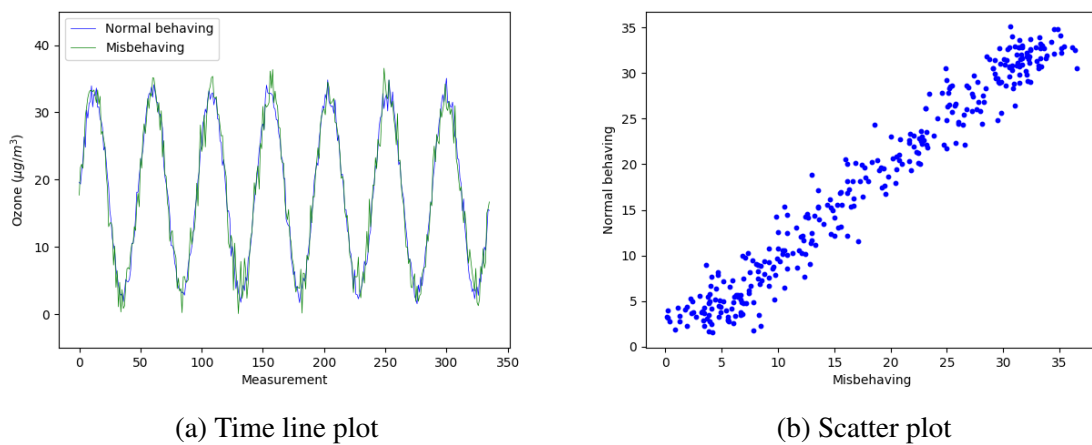 Normal behaving
Misbehaving
Ozone (μg/m³)
40
30
20
10
0
0 50 100 150 200 250 300 350
Measurement
(a) Time line plot
Normal behaving
35
30
25
20
15
10
5
0
0 5 10 15 20 25 30 35
Misbehaving
(b) Scatter plot